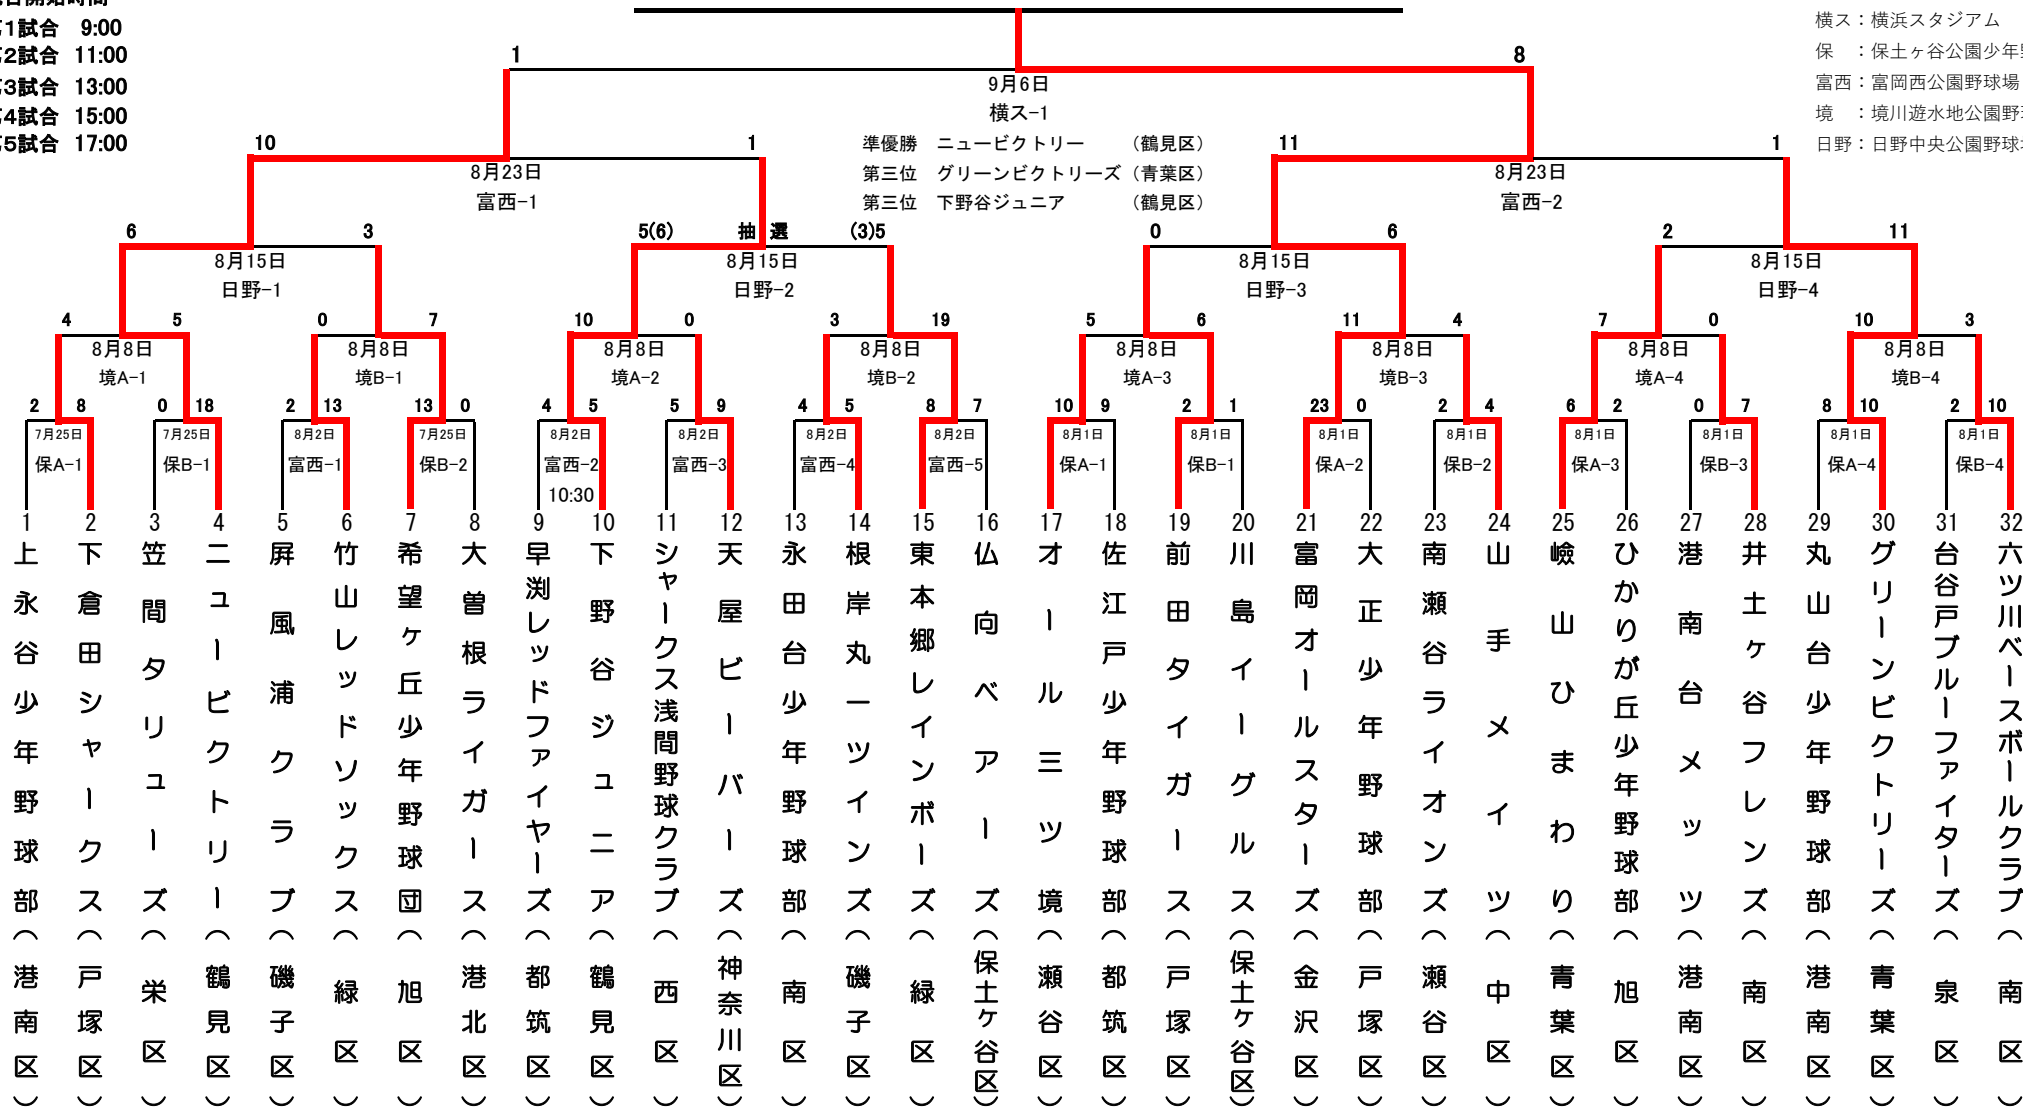 1試合 9:00
2試合 11:00
3試合 13:00
4試合 15:00
5試合 17:00
横ス：横浜スタジアム
保　：保土ヶ谷公園少年
富西：富岡西公園野球場
境　：境川遊水地公園野
日野：日野中央公園野球
1 8
9月6日
横ス-1
準優勝 ニュービクトリー （鶴見区）
第三位 グリーンビクトリーズ （青葉区）
第三位 下野谷ジュニア （鶴見区）
10 1 11 1
8月23日 8月23日
富西-1 富西-2
6 3 5(6) 抽選 (3)5 0 6 2 11
8月15日 8月15日 8月15日 8月15日
日野-1 日野-2 日野-3 日野-4
4 5 0 7 10 0 3 19 5 6 11 4 7 0 10 3
8月8日 8月8日 8月8日 8月8日 8月8日 8月8日 8月8日 8月8日
境A-1 境B-1 境A-2 境B-2 境A-3 境B-3 境A-4 境B-4
2 8 0 18 2 13 13 0 4 5 5 9 4 5 8 7 10 9 2 1 23 0 2 4 6 2 0 7 8 10 2 10
7月25日 7月25日 8月2日 7月25日 8月2日 8月2日 8月2日 8月2日 8月1日 8月1日 8月1日 8月1日 8月1日 8月1日 8月1日 8月1日
保A-1 保B-1 富西-1 保B-2 富西-2 富西-3 富西-4 富西-5 保A-1 保B-1 保A-2 保B-2 保A-3 保B-3 保A-4 保B-4
10:30
1 上永谷少年野球部（港南区）
2 下倉田シャークス（戸塚区）
3 笠間タリューズ（栄区）
4 ニュービクトリー（鶴見区）
5 屏風浦クラブ（磯子区）
6 竹山レッドソックス（緑区）
7 希望ヶ丘少年野球団（旭区）
8 大曽根ライガース（港北区）
9 早渕レッドファイヤーズ（都筑区）
10 下野谷ジュニア（鶴見区）
11 シャークス浅間野球クラブ（西区）
12 天屋ビーバーズ（神奈川区）
13 永田台少年野球部（南区）
14 根岸丸一ツインズ（磯子区）
15 東本郷レインボーズ（緑区）
16 仏向ベアーズ（保土ヶ谷区）
17 オール三ツ境（瀬谷区）
18 佐江戸少年野球部（都筑区）
19 前田タイガース（戸塚区）
20 川島イーグルス（保土ヶ谷区）
21 富岡オールスターズ（金沢区）
22 大正少年野球部（戸塚区）
23 南瀬谷ライオンズ（瀬谷区）
24 山手メイツ（中区）
25 嶮山ひまわり（青葉区）
26 ひかりが丘少年野球部（旭区）
27 港南台メッツ（港南区）
28 井土ヶ谷フレンズ（南区）
29 丸山台少年野球部（港南区）
30 グリーンビクトリーズ（青葉区）
31 台谷戸ブルーファイターズ（泉区）
32 六ツ川ベースボールクラブ（南区）